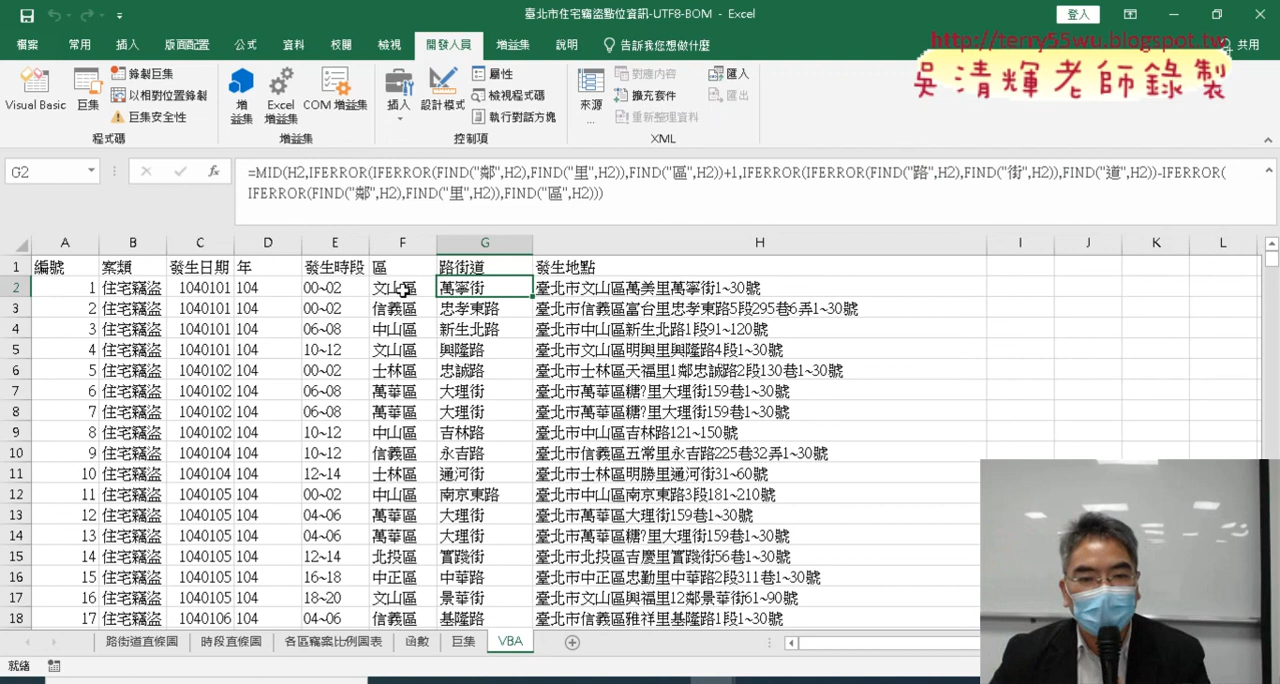 臺北市住宅竊盜點位資訊-UTF8-BOM - Excel
登入
檔案 常用 插入 版面配置 公式 資料 校閱 檢視 開發人員 增益集 說明 告訴我您想做什麼 共用
http://terry55wu.blogspot.tw
吳清輝老師錄製
Visual Basic 巨集 錄製巨集 以相對位置錄製 巨集安全性
增益集 Excel 增益集 COM 增益集
插入 設計模式 屬性 檢視程式碼 執行對話方塊
來源... 對應內容 擴充套件 重新整理資料 匯入 匯出
程式碼 增益集 控制項 XML
G2 fx =MID(H2,IFERROR(IFERROR(FIND("鄰",H2),FIND("里",H2)),FIND("區",H2))+1,IFERROR(IFERROR(FIND("路",H2),FIND("街",H2)),FIND("道",H2))-IFERROR(
IFERROR(FIND("鄰",H2),FIND("里",H2)),FIND("區",H2)))
A B C D E F G H I J K L
1 編號 案類 發生日期 年 發生時段 區 路街道 發生地點
2 1 住宅竊盜 1040101 104 00~02 文山區 萬寧街 臺北市文山區萬美里萬寧街1~30號
3 2 住宅竊盜 1040101 104 00~02 信義區 忠孝東路 臺北市信義區富台里忠孝東路5段295巷6弄1~30號
4 3 住宅竊盜 1040101 104 06~08 中山區 新生北路 臺北市中山區新生北路1段91~120號
5 4 住宅竊盜 1040101 104 10~12 文山區 興隆路 臺北市文山區明興里興隆路4段1~30號
6 5 住宅竊盜 1040102 104 00~02 士林區 忠誠路 臺北市士林區天福里1鄰忠誠路2段130巷1~30號
7 6 住宅竊盜 1040102 104 06~08 萬華區 大理街 臺北市萬華區糖?里大理街159巷1~30號
8 7 住宅竊盜 1040102 104 06~08 萬華區 大理街 臺北市萬華區糖?里大理街159巷1~30號
9 8 住宅竊盜 1040102 104 10~12 中山區 吉林路 臺北市中山區吉林路121~150號
10 9 住宅竊盜 1040104 104 10~12 信義區 永吉路 臺北市信義區五常里永吉路225巷32弄1~30號
11 10 住宅竊盜 1040104 104 12~14 士林區 通河街 臺北市士林區明勝里通河街31~60號
12 11 住宅竊盜 1040105 104 00~02 中山區 南京東路 臺北市中山區南京東路3段181~210號
13 12 住宅竊盜 1040105 104 04~06 萬華區 大理街 臺北市萬華區大理街159巷1~30號
14 13 住宅竊盜 1040105 104 04~06 萬華區 大理街 臺北市萬華區糖?里大理街159巷1~30號
15 14 住宅竊盜 1040105 104 12~14 北投區 實踐街 臺北市北投區吉慶里實踐街56巷1~30號
16 15 住宅竊盜 1040105 104 16~18 中正區 中華路 臺北市中正區忠勤里中華路2段311巷1~30號
17 16 住宅竊盜 1040105 104 18~20 文山區 景華街 臺北市文山區興福里12鄰景華街61~90號
18 17 住宅竊盜 1040106 104 04~06 信義區 基隆路 臺北市信義區雅祥里基隆路1段1~30號
路街道直條圖 時段直條圖 各區竊案比例圖表 函數 巨集 VBA
就緒